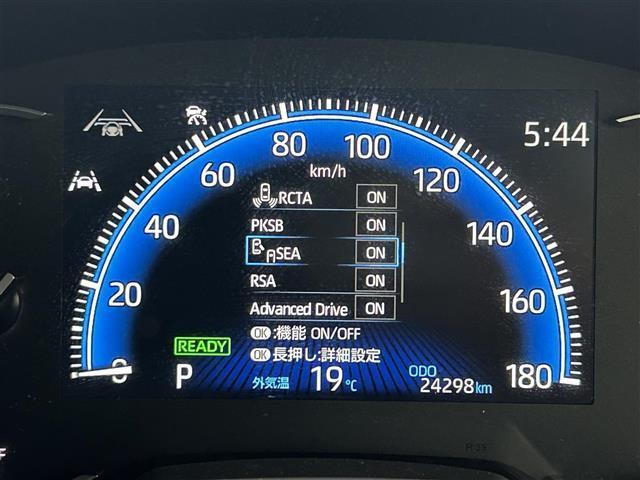 5:44
80
100
60
km/h
120
40
140
20
160
0
180
RCTA ON
PKSB ON
SEA ON
RSA ON
Advanced Drive ON
OK:機能 ON/OFF
OK長押し:詳細設定
READY
P
外気温 19℃
ODO
24298 km